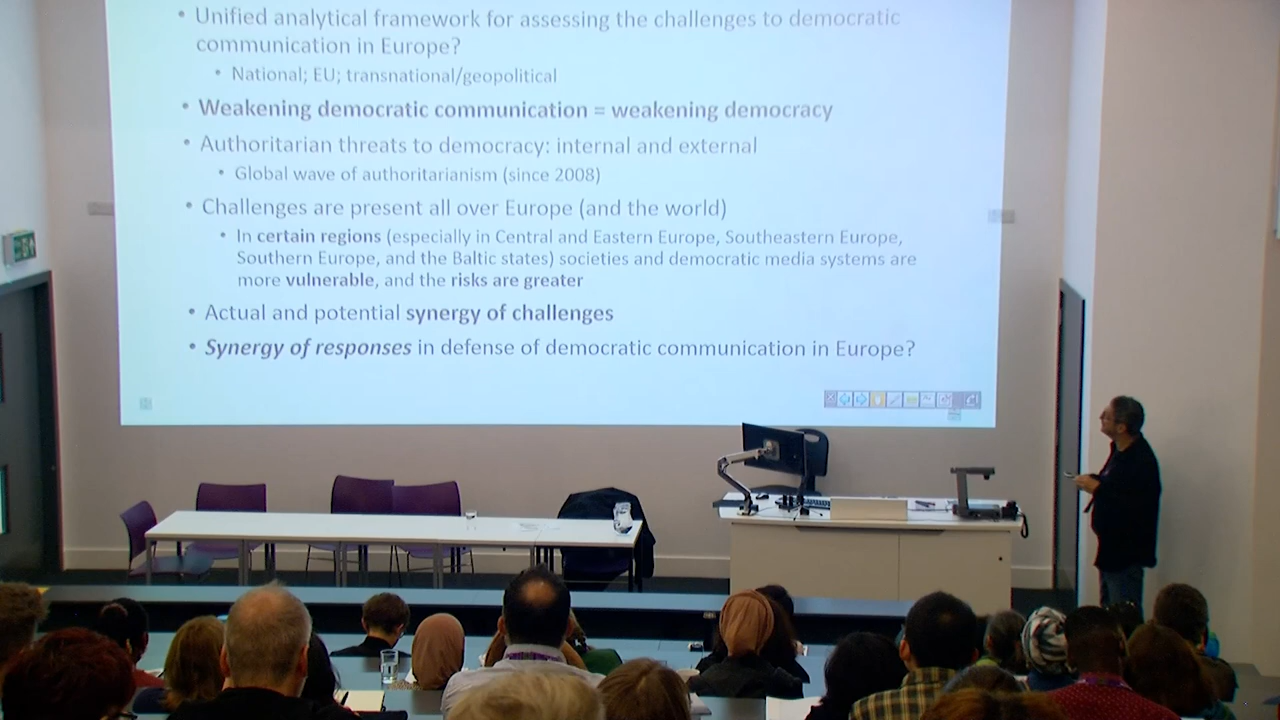 • Unified analytical framework for assessing the challenges to democratic
communication in Europe?
• National; EU; transnational/geopolitical
• Weakening democratic communication = weakening democracy
• Authoritarian threats to democracy: internal and external
• Global wave of authoritarianism (since 2008)
• Challenges are present all over Europe (and the world)
• In certain regions (especially in Central and Eastern Europe, Southeastern Europe,
Southern Europe, and the Baltic states) societies and democratic media systems are
more vulnerable, and the risks are greater
• Actual and potential synergy of challenges
• Synergy of responses in defense of democratic communication in Europe?